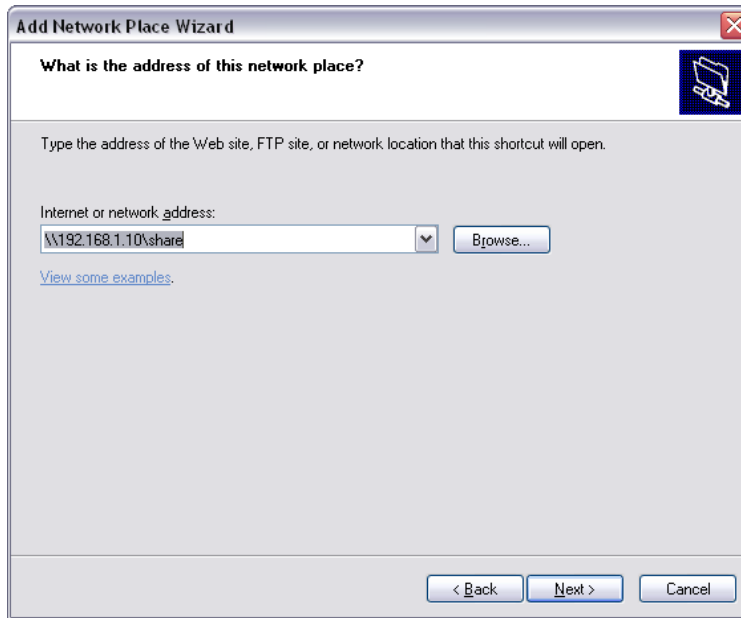 Add Network Place Wizard
What is the address of this network place?
Type the address of the Web site, FTP site, or network location that this shortcut will open.
Internet or network address:
\\192.168.1.10\share
Browse...
View some examples.
< Back
Next >
Cancel